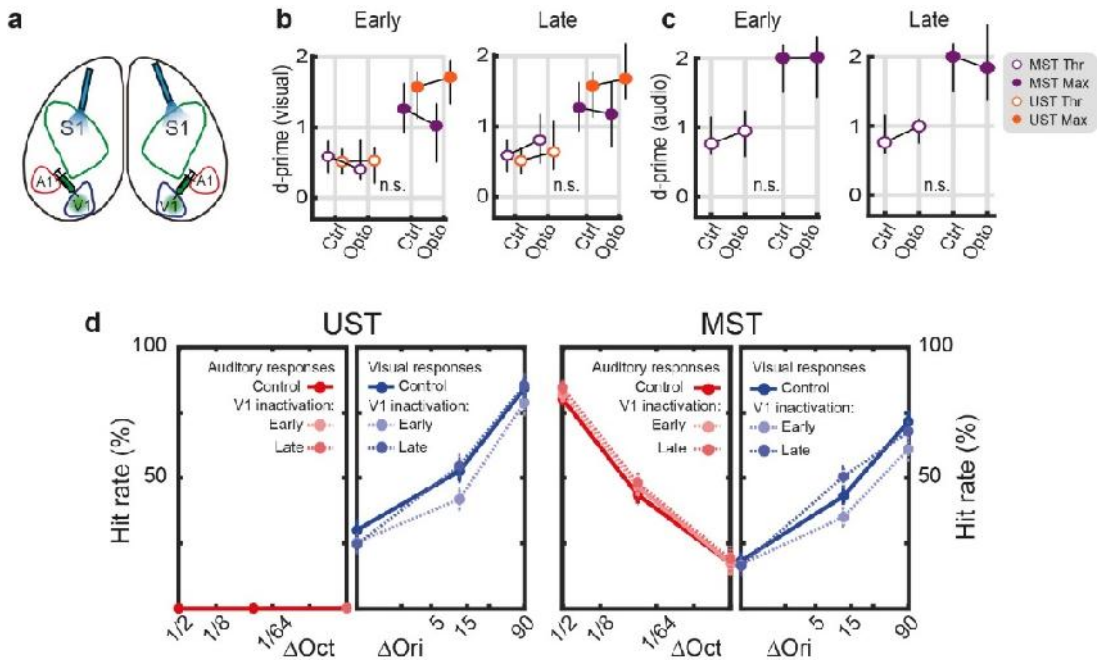 a
S1
S1
A1
A1
V1
V1
b
Early
Late
d-prime (visual)
2
1
0
2
1
0
n.s.
n.s.
Ctrl
Opto
Ctrl
Opto
Ctrl
Opto
Ctrl
Opto
c
Early
Late
d-prime (audio)
2
1
0
2
1
0
n.s.
n.s.
Ctrl
Opto
Ctrl
Opto
Ctrl
Opto
Ctrl
Opto
MST Thr
MST Max
UST Thr
UST Max
d
UST
MST
Hit rate (%)
100
50
Auditory responses
Control
V1 inactivation:
Early
Late
Visual responses
Control
V1 inactivation:
Early
Late
1/2
1/8
1/64
ΔOct
ΔOri
5
15
90
Auditory responses
Control
V1 inactivation:
Early
Late
Visual responses
Control
V1 inactivation:
Early
Late
100
50
Hit rate (%)
1/2
1/8
1/64
ΔOct
ΔOri
5
15
90